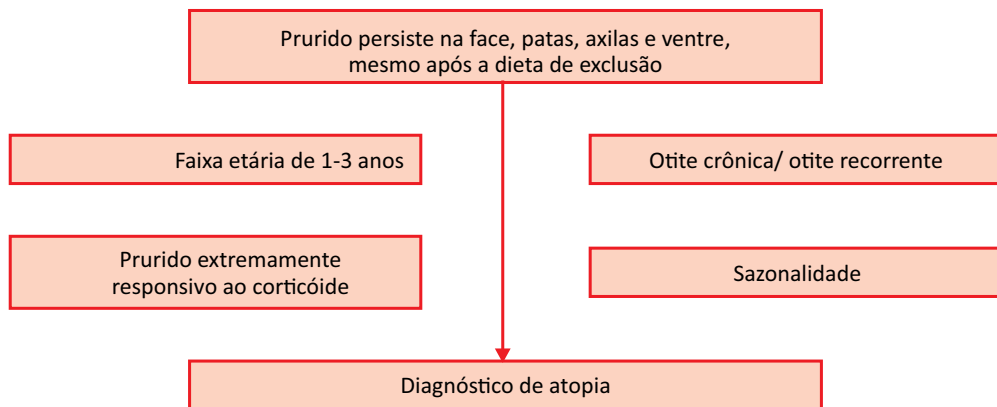 Prurido persiste na face, patas, axilas e ventre,
mesmo após a dieta de exclusão
Faixa etária de 1-3 anos
Otite crônica/ otite recorrente
Prurido extremamente
responsivo ao corticóide
Sazonalidade
Diagnóstico de atopia